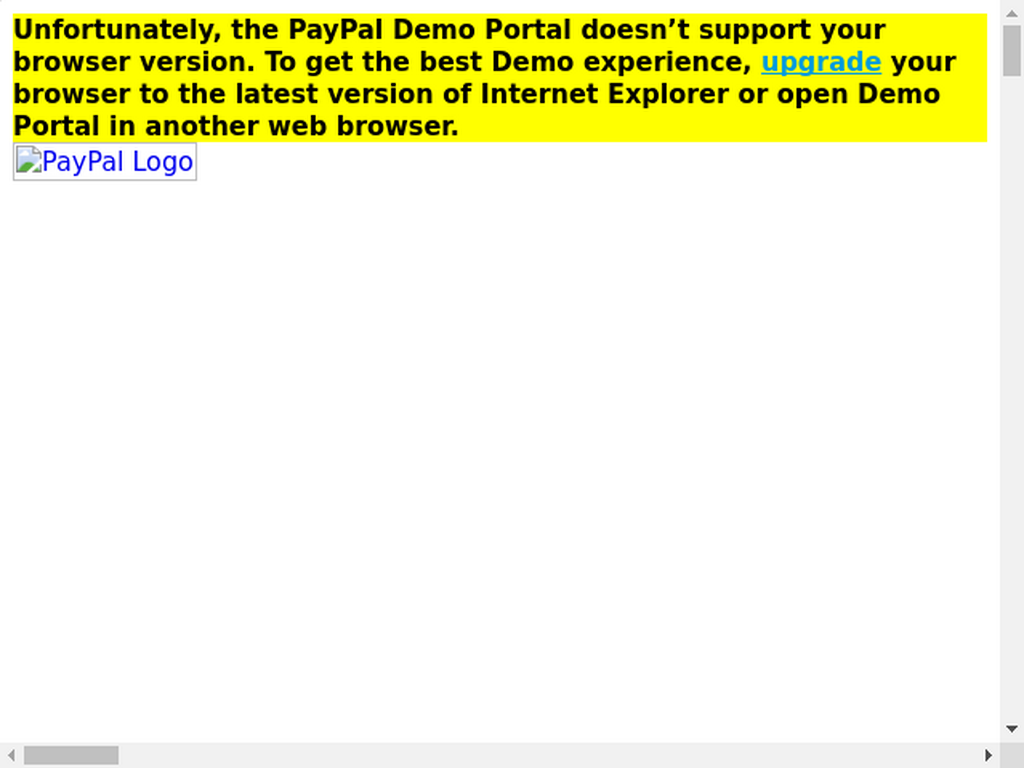 Unfortunately, the PayPal Demo Portal doesn’t support your
browser version. To get the best Demo experience, upgrade your
browser to the latest version of Internet Explorer or open Demo
Portal in another web browser.
PayPal Logo